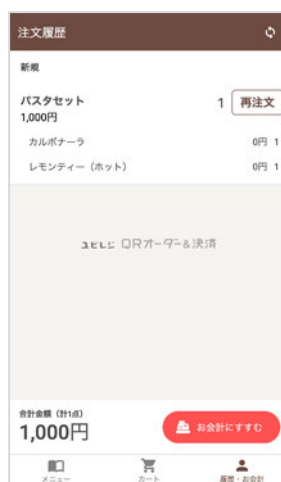 注文履歴
新規
パスタセット 1 再注文
1,000円
カルボナーラ 0円 1
レモンティー（ホット） 0円 1
ユビレジ QRオーダー&決済
合計金額（計1点）
1,000円
お会計にすすむ
メニュー カート 履歴・お会計